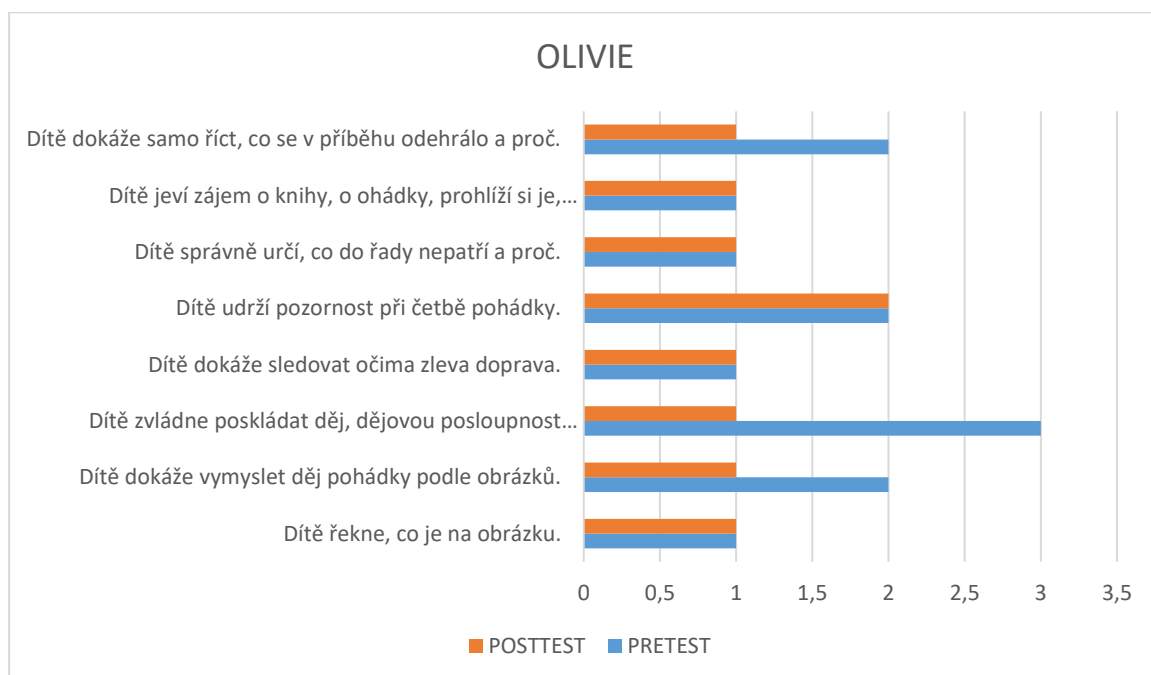 OLIVIE
Dítě dokáže samo říct, co se v příběhu odehrálo a proč.
Dítě jeví zájem o knihy, o ohádky, prohlíží si je,...
Dítě správně určí, co do řady nepatří a proč.
Dítě udrží pozornost při četbě pohádky.
Dítě dokáže sledovat očima zleva doprava.
Dítě zvládne poskládat děj, dějovou posloupnost...
Dítě dokáže vymyslet děj pohádky podle obrázků.
Dítě řekne, co je na obrázku.
0 0,5 1 1,5 2 2,5 3 3,5
POSTTEST PRETEST